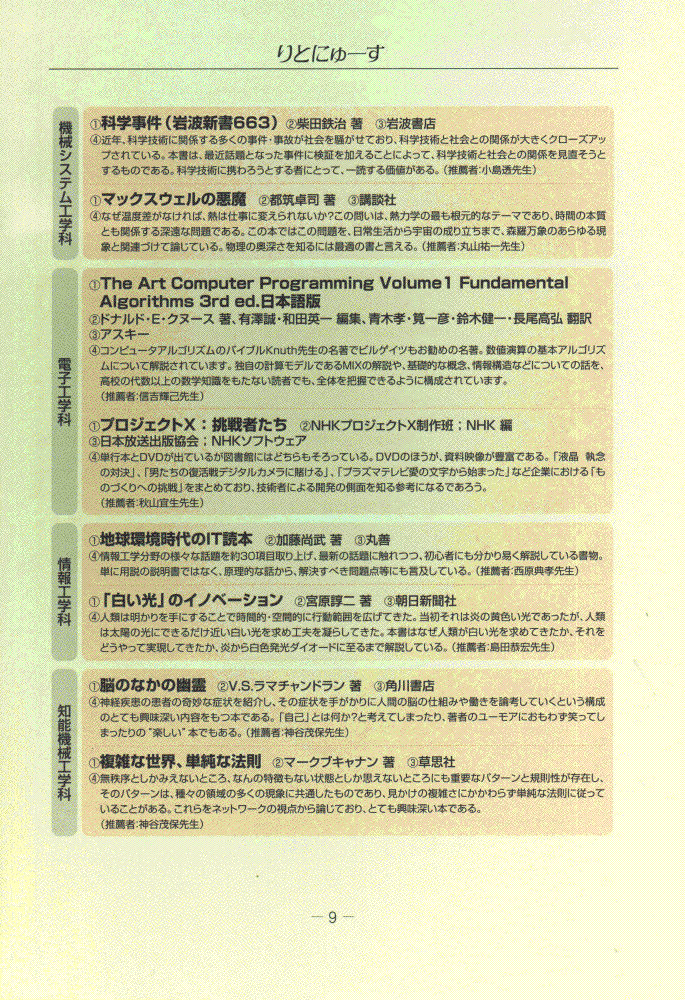 りとにゅーす
機械システム工学科
①科学事件(岩波新書663) ②柴田鉄治 著 ③岩波書店
④近年、科学技術に関係する多くの事件・事故が社会を騒がせており、科学技術と社会との関係が大きくクローズアッ
プされている。本書は、最近話題となった事件に検証を加えることによって、科学技術と社会との関係を見直そうと
するものである。科学技術に携わろうとする者にとって、一読する価値がある。(推薦者:小島透先生)
①マックスウェルの悪魔 ②都筑卓司 著 ③講談社
④なぜ温度差がなければ、熱は仕事に変えられないか?この問いは、熱力学の最も根元的なテーマであり、時間の本質
とも関係する深遠な問題である。この本ではこの問題を、日常生活から宇宙の成り立ちまで、森羅万象のあらゆる現
象と関連づけて論じている。物理の奥深さを知るには最適の書と言える。(推薦者:丸山祐一先生)
電子工学科
①The Art Computer Programming Volume1 Fundamental
Algorithms 3rd ed.日本語版
②ドナルド・E・クヌース 著、有澤誠・和田英一 編集、青木孝・筧一彦・鈴木健一・長尾高弘 翻訳
③アスキー
④コンピュータアルゴリズムのバイブルKnuth先生の名著でビルゲイツもお勧めの名著。数値演算の基本アルゴリズ
ムについて解説されています。独自の計算モデルであるMIXの解説や、基礎的な概念、情報構造などについての話を、
高校の代数以上の数学知識をもたない読者でも、全体を把握できるように構成されています。
(推薦者:信吉輝己先生)
①プロジェクトX:挑戦者たち ②NHKプロジェクトX制作班;NHK 編
③日本放送出版協会;NHKソフトウェア
④単行本とDVDが出ているが図書館にはどちらもそろっている。DVDのほうが、資料映像が豊富である。「液晶 執念
の対決」、「男たちの復活戦デジタルカメラに賭ける」、「プラズマテレビ愛の文字から始まった」など企業における「も
のづくりへの挑戦」をまとめており、技術者による開発の側面を知る参考になるであろう。
(推薦者:秋山宜生先生)
情報工学科
①地球環境時代のIT読本 ②加藤尚武 著 ③丸善
④情報工学分野の様々な話題を約30項目取り上げ、最新の話題に触れつつ、初心者にも分かり易く解説している書物。
単に用説の説明書ではなく、原理的な話から、解決すべき問題点等にも言及している。(推薦者:西原典孝先生)
①「白い光」のイノベーション ②宮原諄二 著 ③朝日新聞社
④人類は明かりを手にすることで時間的・空間的に行動範囲を広げてきた。当初それは炎の黄色い光であったが、人類
は太陽の光にできるだけ近い白い光を求め工夫を凝らしてきた。本書はなぜ人類が白い光を求めてきたか、それを
どうやって実現してきたか、炎から白色発光ダイオードに至るまで解説している。(推薦者:島田恭宏先生)
知能機械工学科
①脳のなかの幽霊 ②V.S.ラマチャンドラン 著 ③角川書店
④神経疾患の患者の奇妙な症状を紹介し、その症状を手がかりに人間の脳の仕組みや働きを論考していくという構成
のとても興味深い内容をもつ本である。「自己」とは何か?と考えてしまったり、著者のユーモアにおもわず笑ってし
まったりの“楽しい”本でもある。(推薦者:神谷茂保先生)
①複雑な世界、単純な法則 ②マークブキャナン 著 ③草思社
④無秩序としかみえないところ、なんの特徴もない状態としか思えないところにも重要なパターンと規則性が存在し、
そのパターンは、種々の領域の多くの現象に共通したものであり、見かけの複雑さにかかわらず単純な法則に従って
いることがある。これらをネットワークの視点から論じており、とても興味深い本である。
(推薦者:神谷茂保先生)
― 9 ―